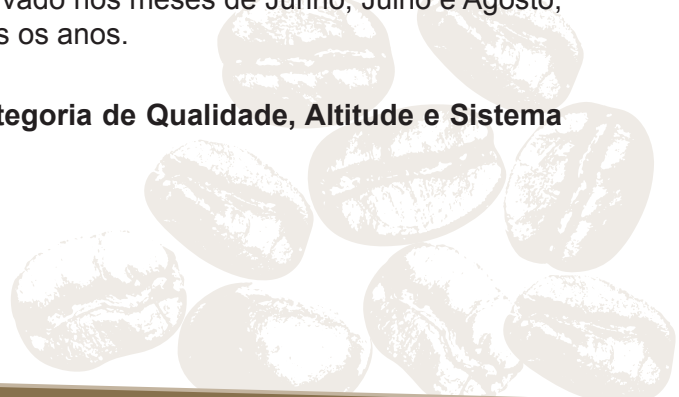 vado nos meses de Junho, Julho e Agosto,
s os anos.
tegoria de Qualidade, Altitude e Sistema